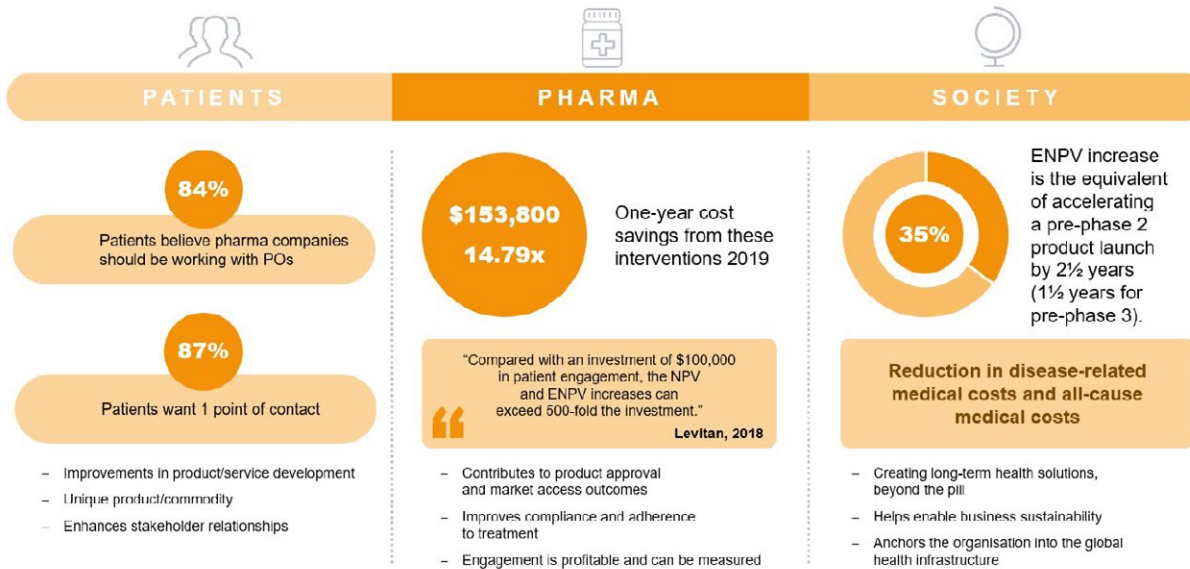 PATIENTS
84%
Patients believe pharma companies
should be working with POs
87%
Patients want 1 point of contact
– Improvements in product/service development
– Unique product/commodity
– Enhances stakeholder relationships
PHARMA
$153,800
14.79x
One-year cost
savings from these
interventions 2019
“Compared with an investment of $100,000
in patient engagement, the NPV
and ENPV increases can
exceed 500-fold the investment.”
Levitan, 2018
– Contributes to product approval
and market access outcomes
– Improves compliance and adherence
to treatment
– Engagement is profitable and can be measured
SOCIETY
35%
ENPV increase
is the equivalent
of accelerating
a pre-phase 2
product launch
by 2½ years
(1½ years for
pre-phase 3).
Reduction in disease-related
medical costs and all-cause
medical costs
– Creating long-term health solutions,
beyond the pill
– Helps enable business sustainability
– Anchors the organisation into the global
health infrastructure